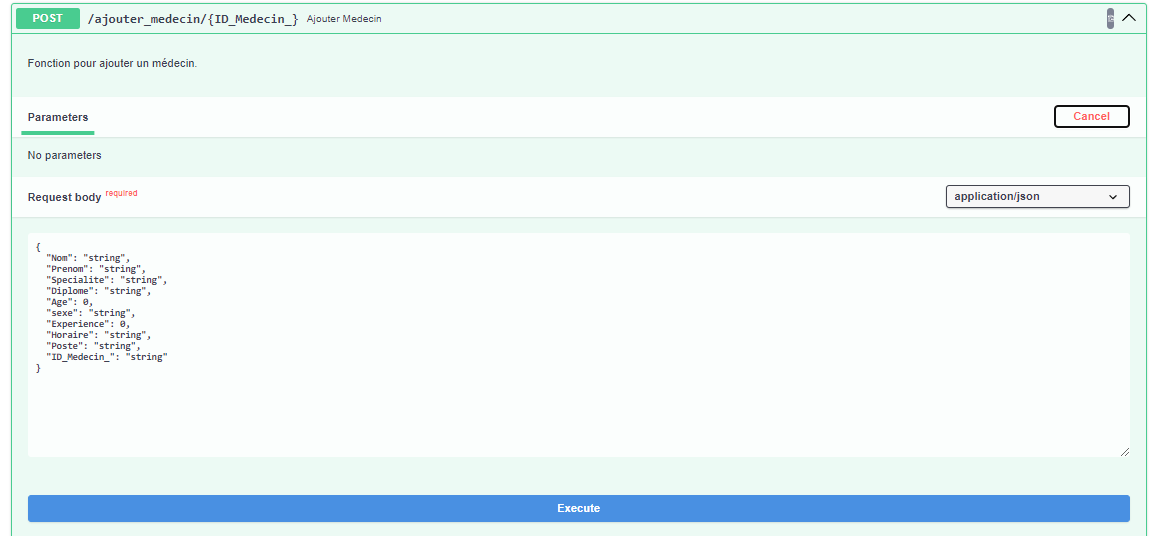 POST /ajouter_medecin/{ID_Medecin_} Ajouter Medecin
Fonction pour ajouter un médecin.
Parameters
Cancel
No parameters
Request body required
application/json
{
"Nom": "string",
"Prenom": "string",
"Specialite": "string",
"Diplome": "string",
"Age": 0,
"sexe": "string",
"Experience": 0,
"Horaire": "string",
"Poste": "string",
"ID_Medecin_": "string"
}
Execute